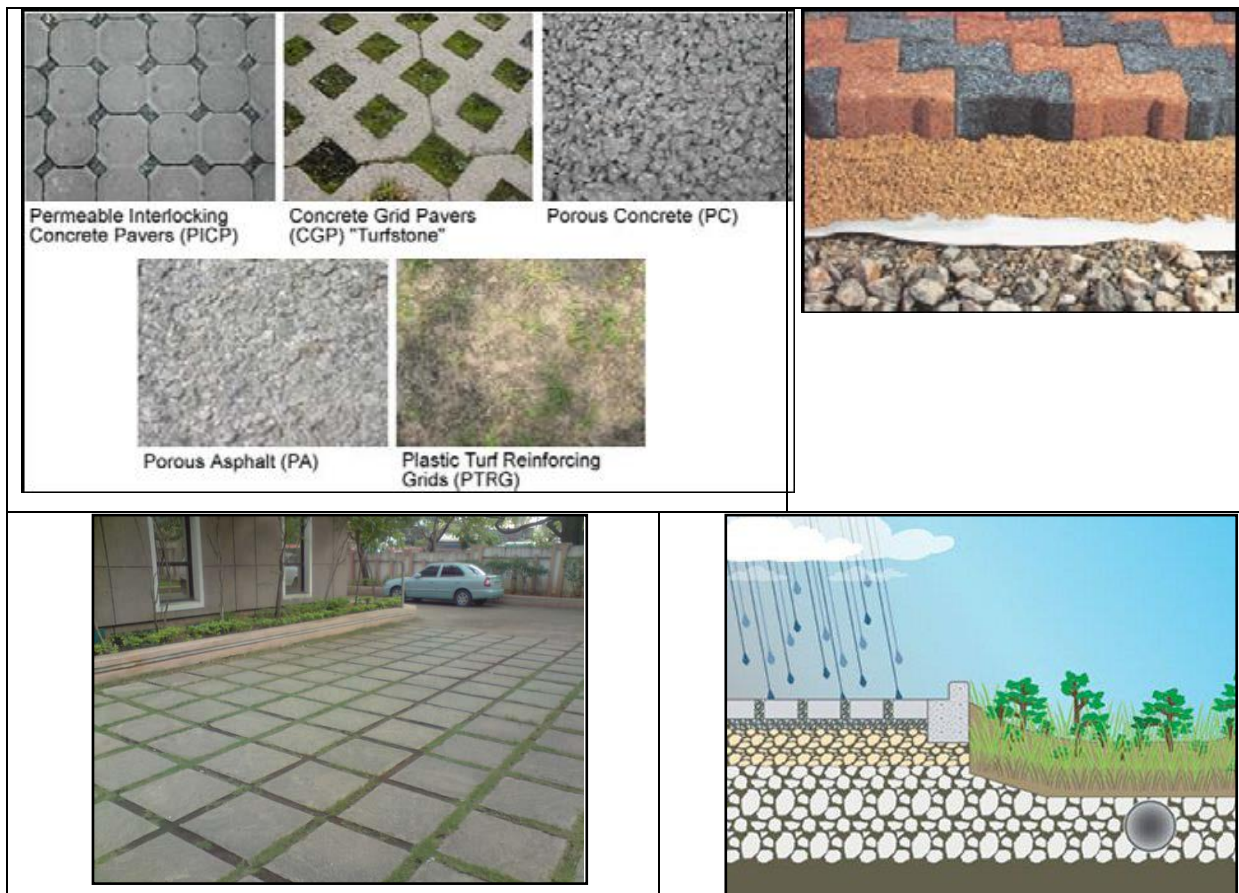 Permeable Interlocking
Concrete Pavers (PICP)
Concrete Grid Pavers
(CGP) "Turfstone"
Porous Concrete (PC)
Porous Asphalt (PA)
Plastic Turf Reinforcing
Grids (PTRG)